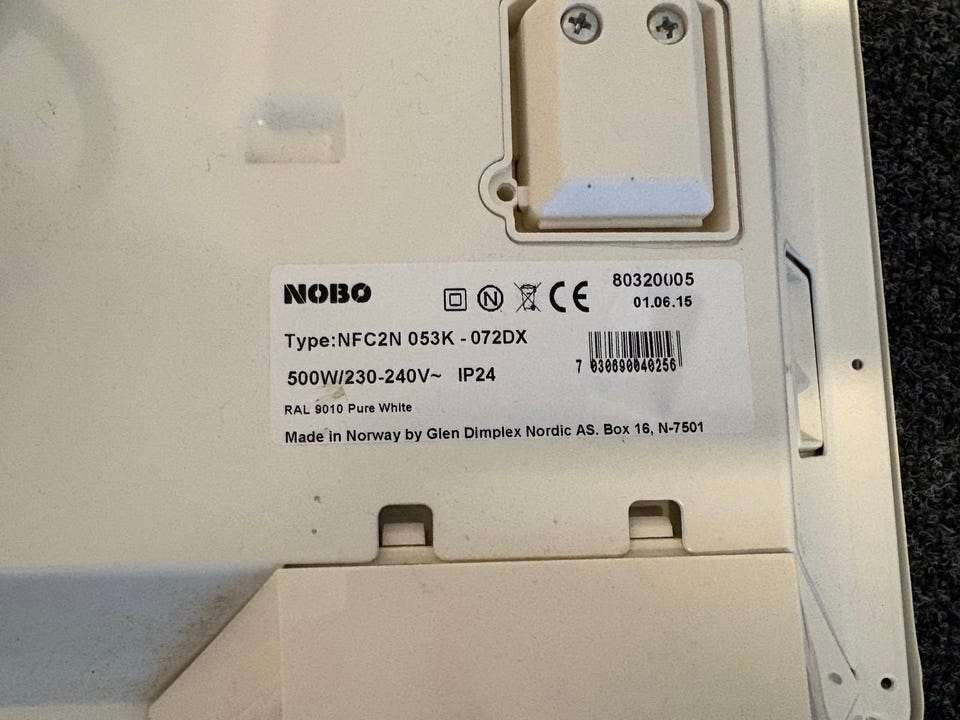 NOBO
N
CE
80320005
01.06.15
Type:NFC2N 053K - 072DX
500W/230-240V~ IP24
7 030690040256
RAL 9010 Pure White
Made in Norway by Glen Dimplex Nordic AS. Box 16, N-7501